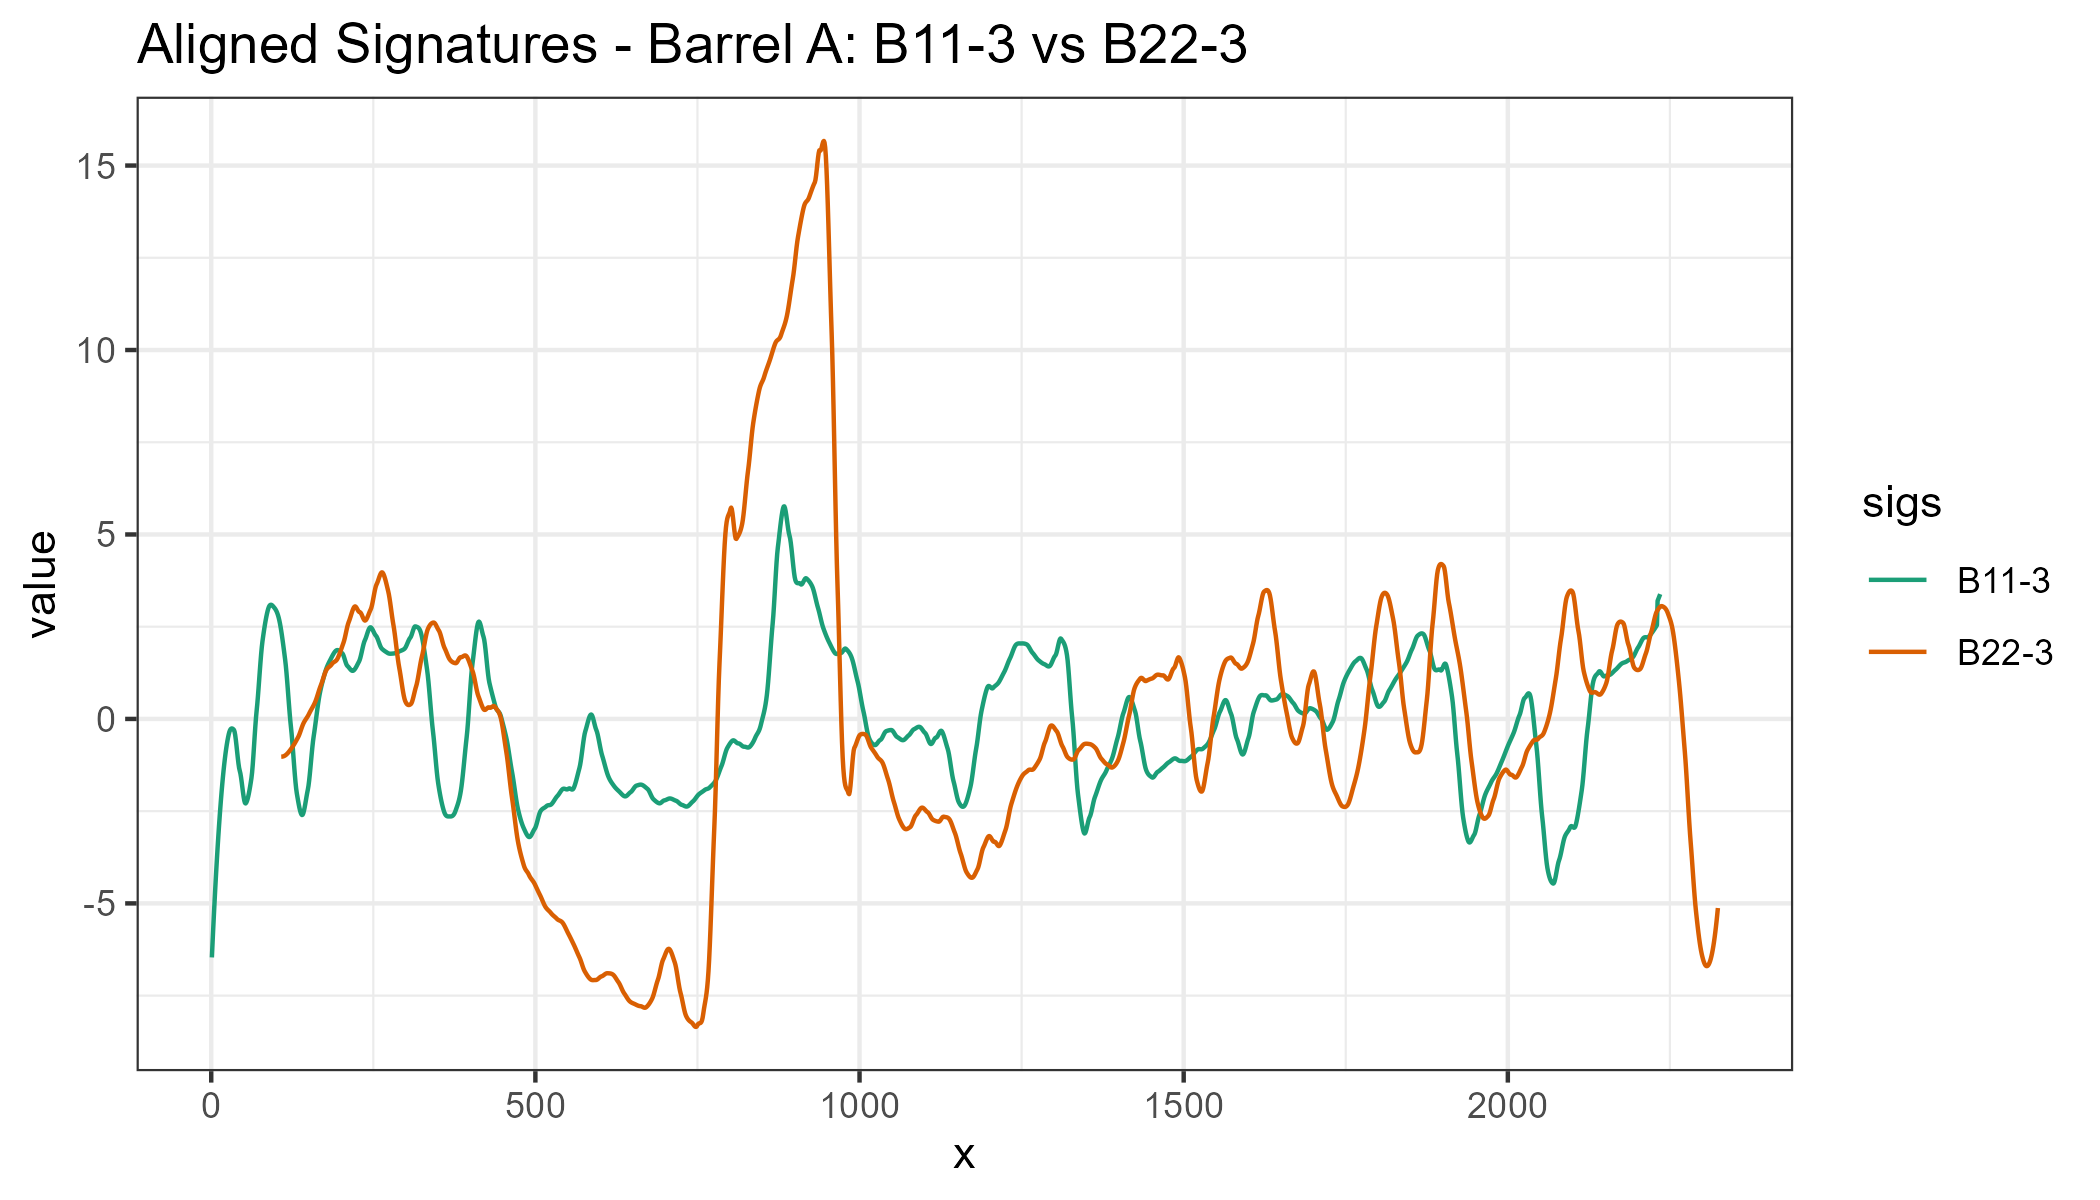 Aligned Signatures - Barrel A: B11-3 vs B22-3
value
15
10
5
0
-5
0 500 1000 1500 2000
x
sigs
B11-3
B22-3